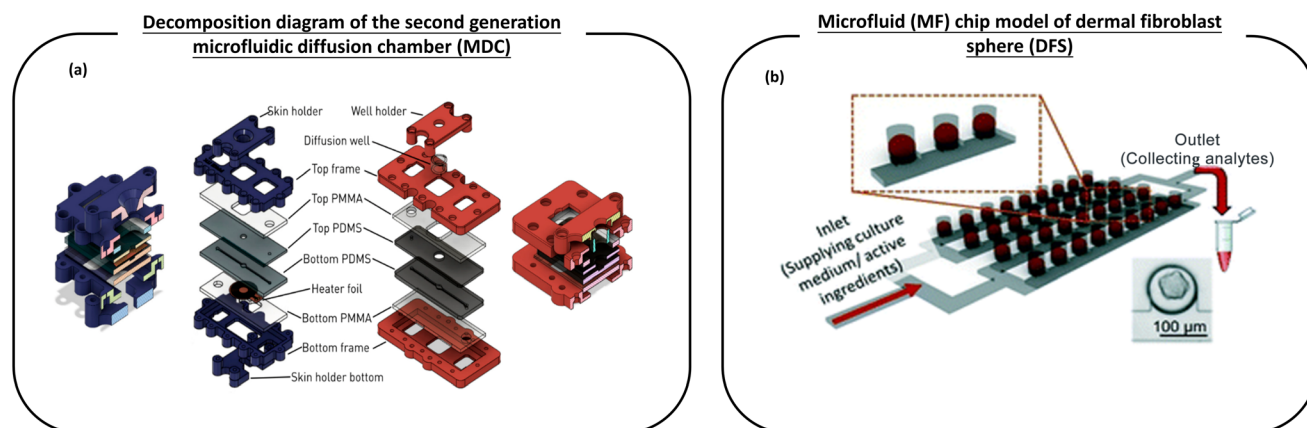 Decomposition diagram of the second generation
microfluidic diffusion chamber (MDC)
(a)
Skin holder
Well holder
Diffusion well
Top frame
Top PMMA
Top PDMS
Bottom PDMS
Heater foil
Bottom PMMA
Bottom frame
Skin holder bottom
Microfluid (MF) chip model of dermal fibroblast
sphere (DFS)
(b)
Outlet
(Collecting analytes)
Inlet
(Supplying culture
medium/ active
ingredients)
100 µm